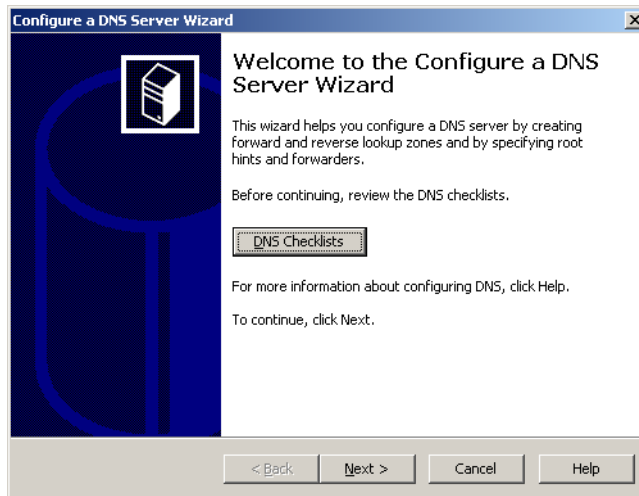 Configure a DNS Server Wizard
Welcome to the Configure a DNS
Server Wizard
This wizard helps you configure a DNS server by creating
forward and reverse lookup zones and by specifying root
hints and forwarders.
Before continuing, review the DNS checklists.
DNS Checklists
For more information about configuring DNS, click Help.
To continue, click Next.
< Back
Next >
Cancel
Help